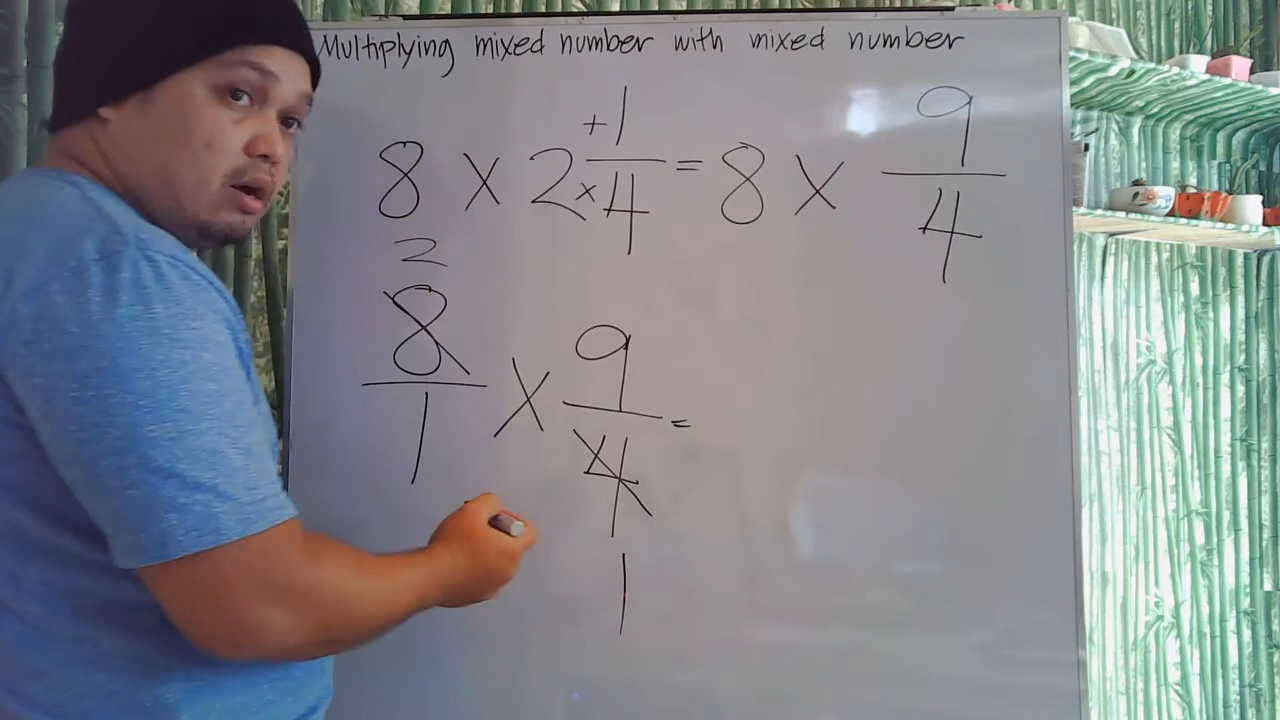 Multiplying mixed number with mixed number
8 x 2 x +1/4 = 8 x 9/4
2
8/1 x 9/4 =
1